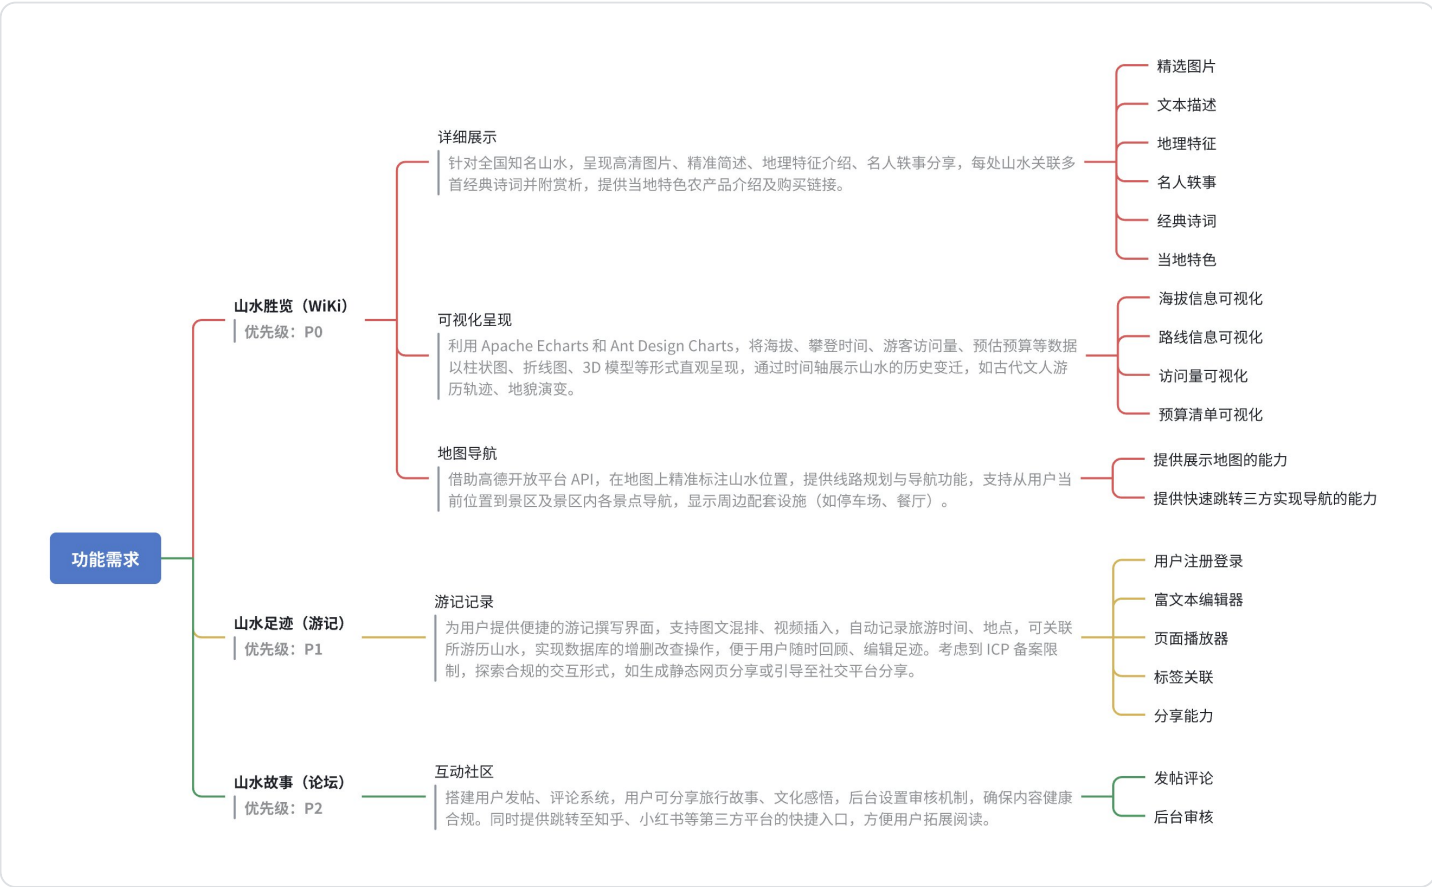 功能需求
山水胜览（WiKi）
优先级：P0
详细展示
针对全国知名山水，呈现高清图片、精准简述、地理特征介绍、名人轶事分享，每处山水关联多
首经典诗词并附赏析，提供当地特色农产品介绍及购买链接。
精选图片
文本描述
地理特征
名人轶事
经典诗词
当地特色
可视化呈现
利用 Apache Echarts 和 Ant Design Charts，将海拔、攀登时间、游客访问量、预估预算等数据
以柱状图、折线图、3D 模型等形式直观呈现，通过时间轴展示山水的历史变迁，如古代文人游
历轨迹、地貌演变。
海拔信息可视化
路线信息可视化
访问量可视化
预算清单可视化
地图导航
借助高德开放平台 API，在地图上精准标注山水位置，提供线路规划与导航功能，支持从用户当
前位置到景区及景区内各景点导航，显示周边配套设施（如停车场、餐厅）。
提供展示地图的能力
提供快速跳转三方实现导航的能力
山水足迹（游记）
优先级：P1
游记记录
为用户提供便捷的游记撰写界面，支持图文混排、视频插入，自动记录旅游时间、地点，可关联
所游历山水，实现数据库的增删改查操作，便于用户随时回顾、编辑足迹。考虑到 ICP 备案限
制，探索合规的交互形式，如生成静态网页分享或引导至社交平台分享。
用户注册登录
富文本编辑器
页面播放器
标签关联
分享能力
山水故事（论坛）
优先级：P2
互动社区
搭建用户发帖、评论系统，用户可分享旅行故事、文化感悟，后台设置审核机制，确保内容健康
合规。同时提供跳转至知乎、小红书等第三方平台的快捷入口，方便用户拓展阅读。
发帖评论
后台审核